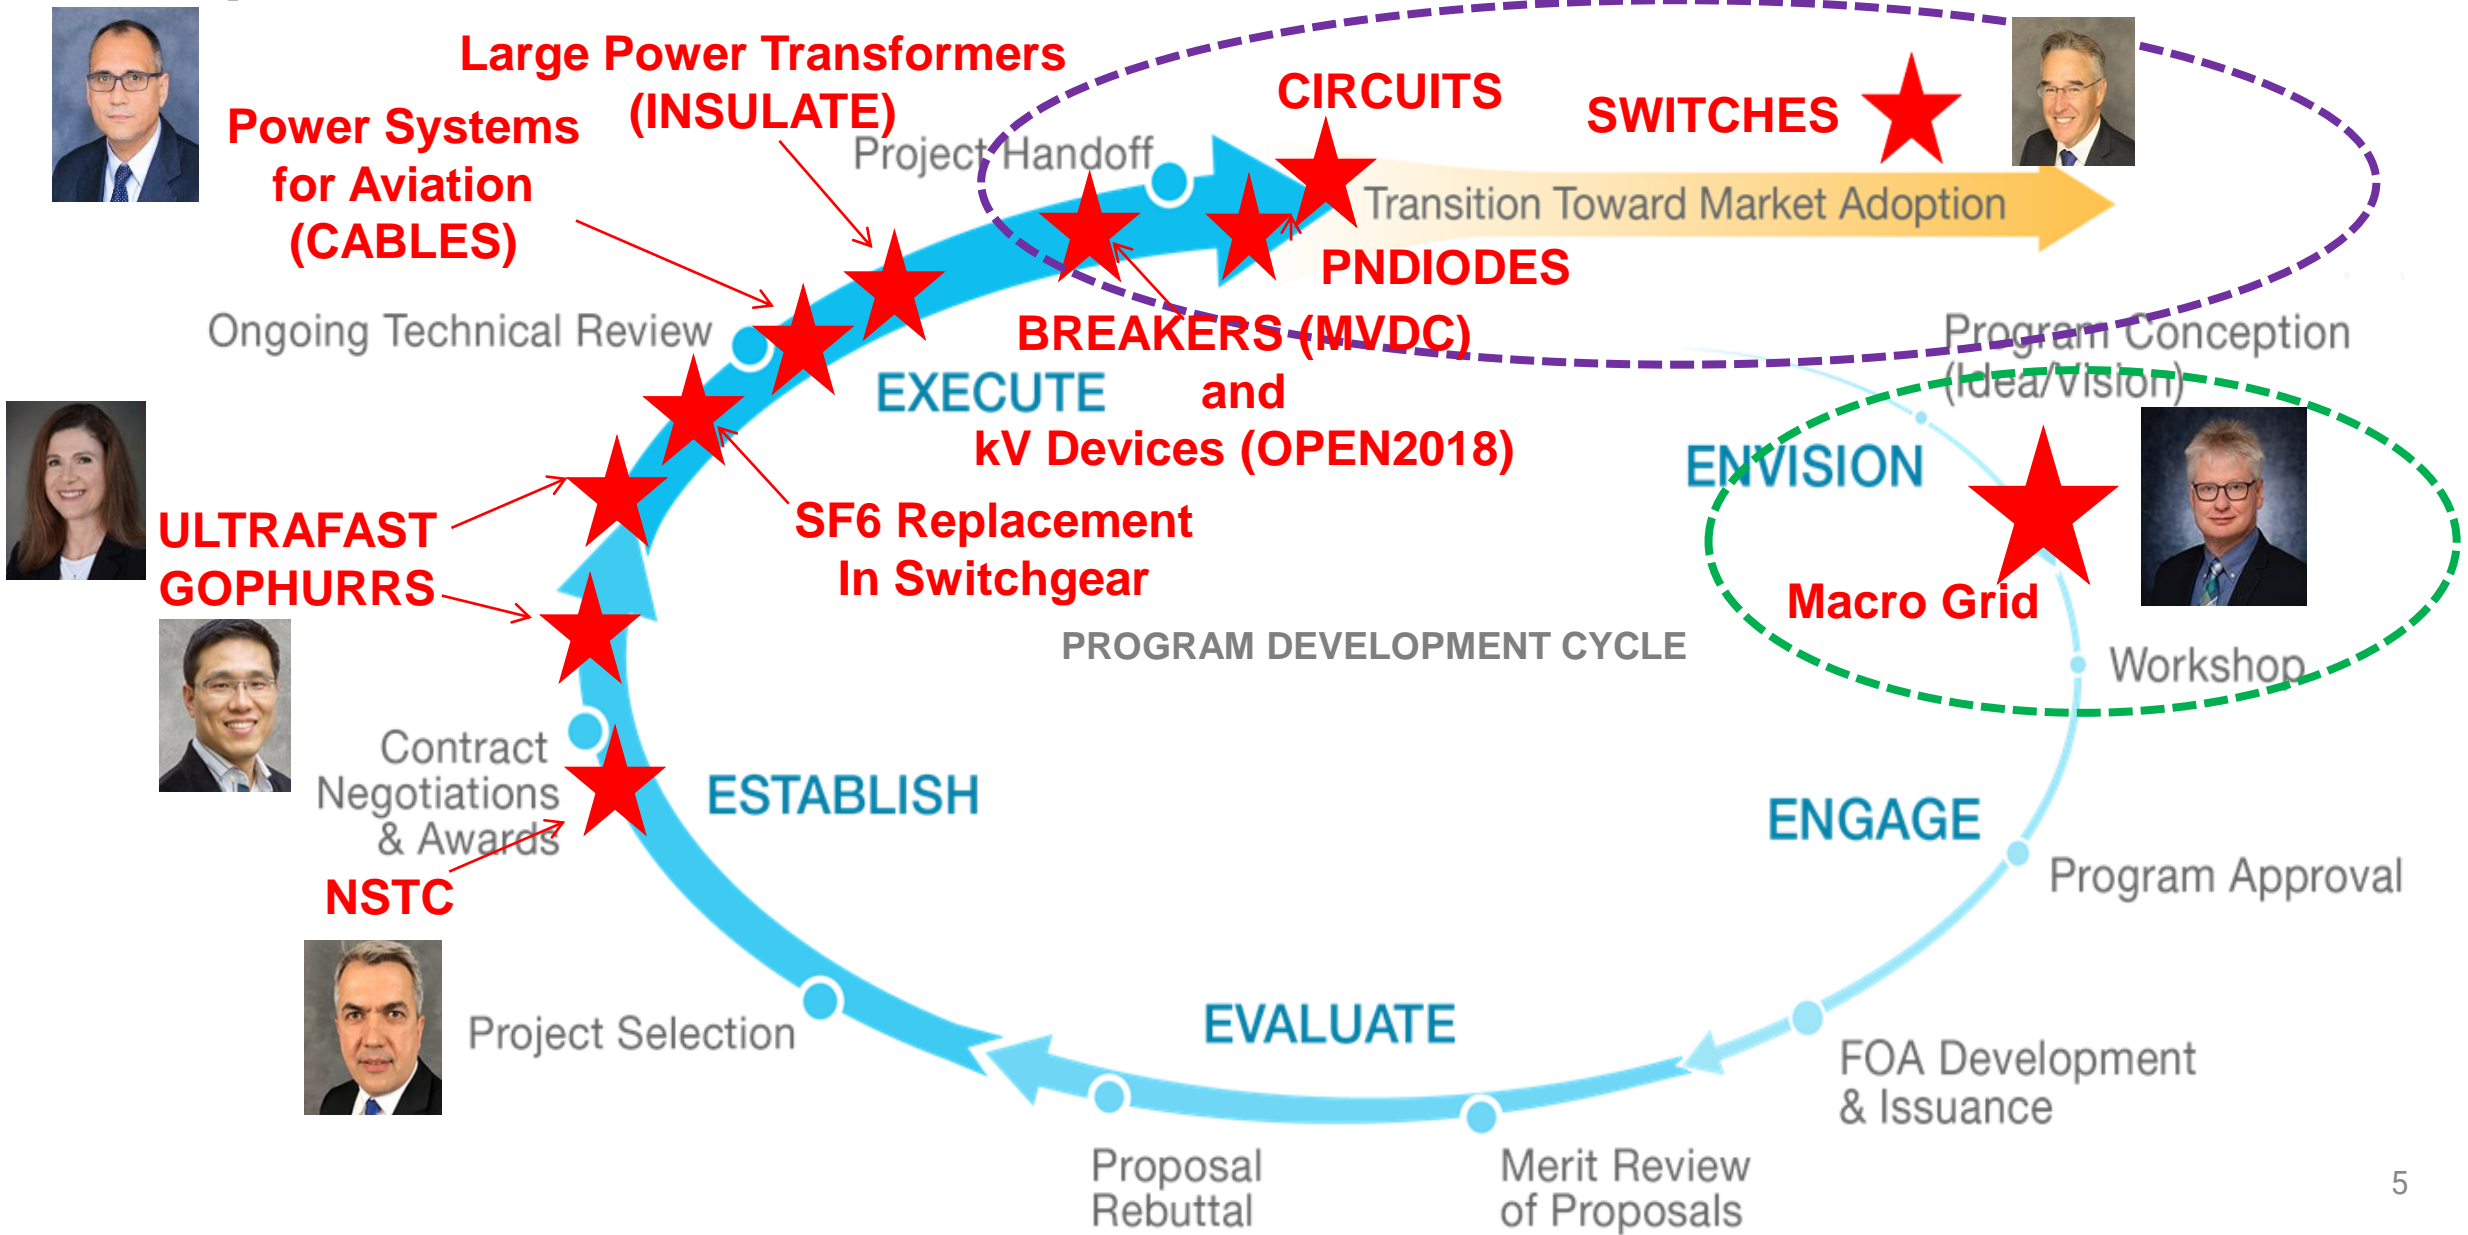 Large Power Transformers
(INSULATE)
Power Systems
for Aviation
(CABLES)
CIRCUITS
SWITCHES
Project Handoff
Transition Toward Market Adoption
PNDIODES
BREAKERS (MVDC)
and
kV Devices (OPEN2018)
Ongoing Technical Review
EXECUTE
Program Conception
(Idea/Vision)
ENVISION
ULTRAFAST
GOPHURRS
SF6 Replacement
In Switchgear
Macro Grid
PROGRAM DEVELOPMENT CYCLE
Workshop
Contract
Negotiations
& Awards
ESTABLISH
ENGAGE
NSTC
Program Approval
Project Selection
EVALUATE
FOA Development
& Issuance
Proposal
Rebuttal
Merit Review
of Proposals
5